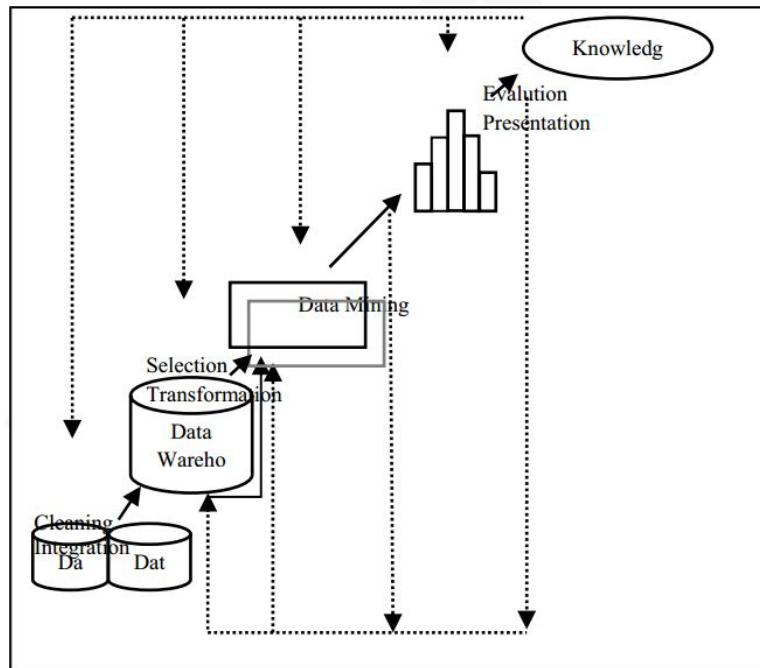 Knowledg
Evalution
Presentation
Data Mining
Selection
Transformation
Data
Wareho
Cleaning
Integration
Da
Dat